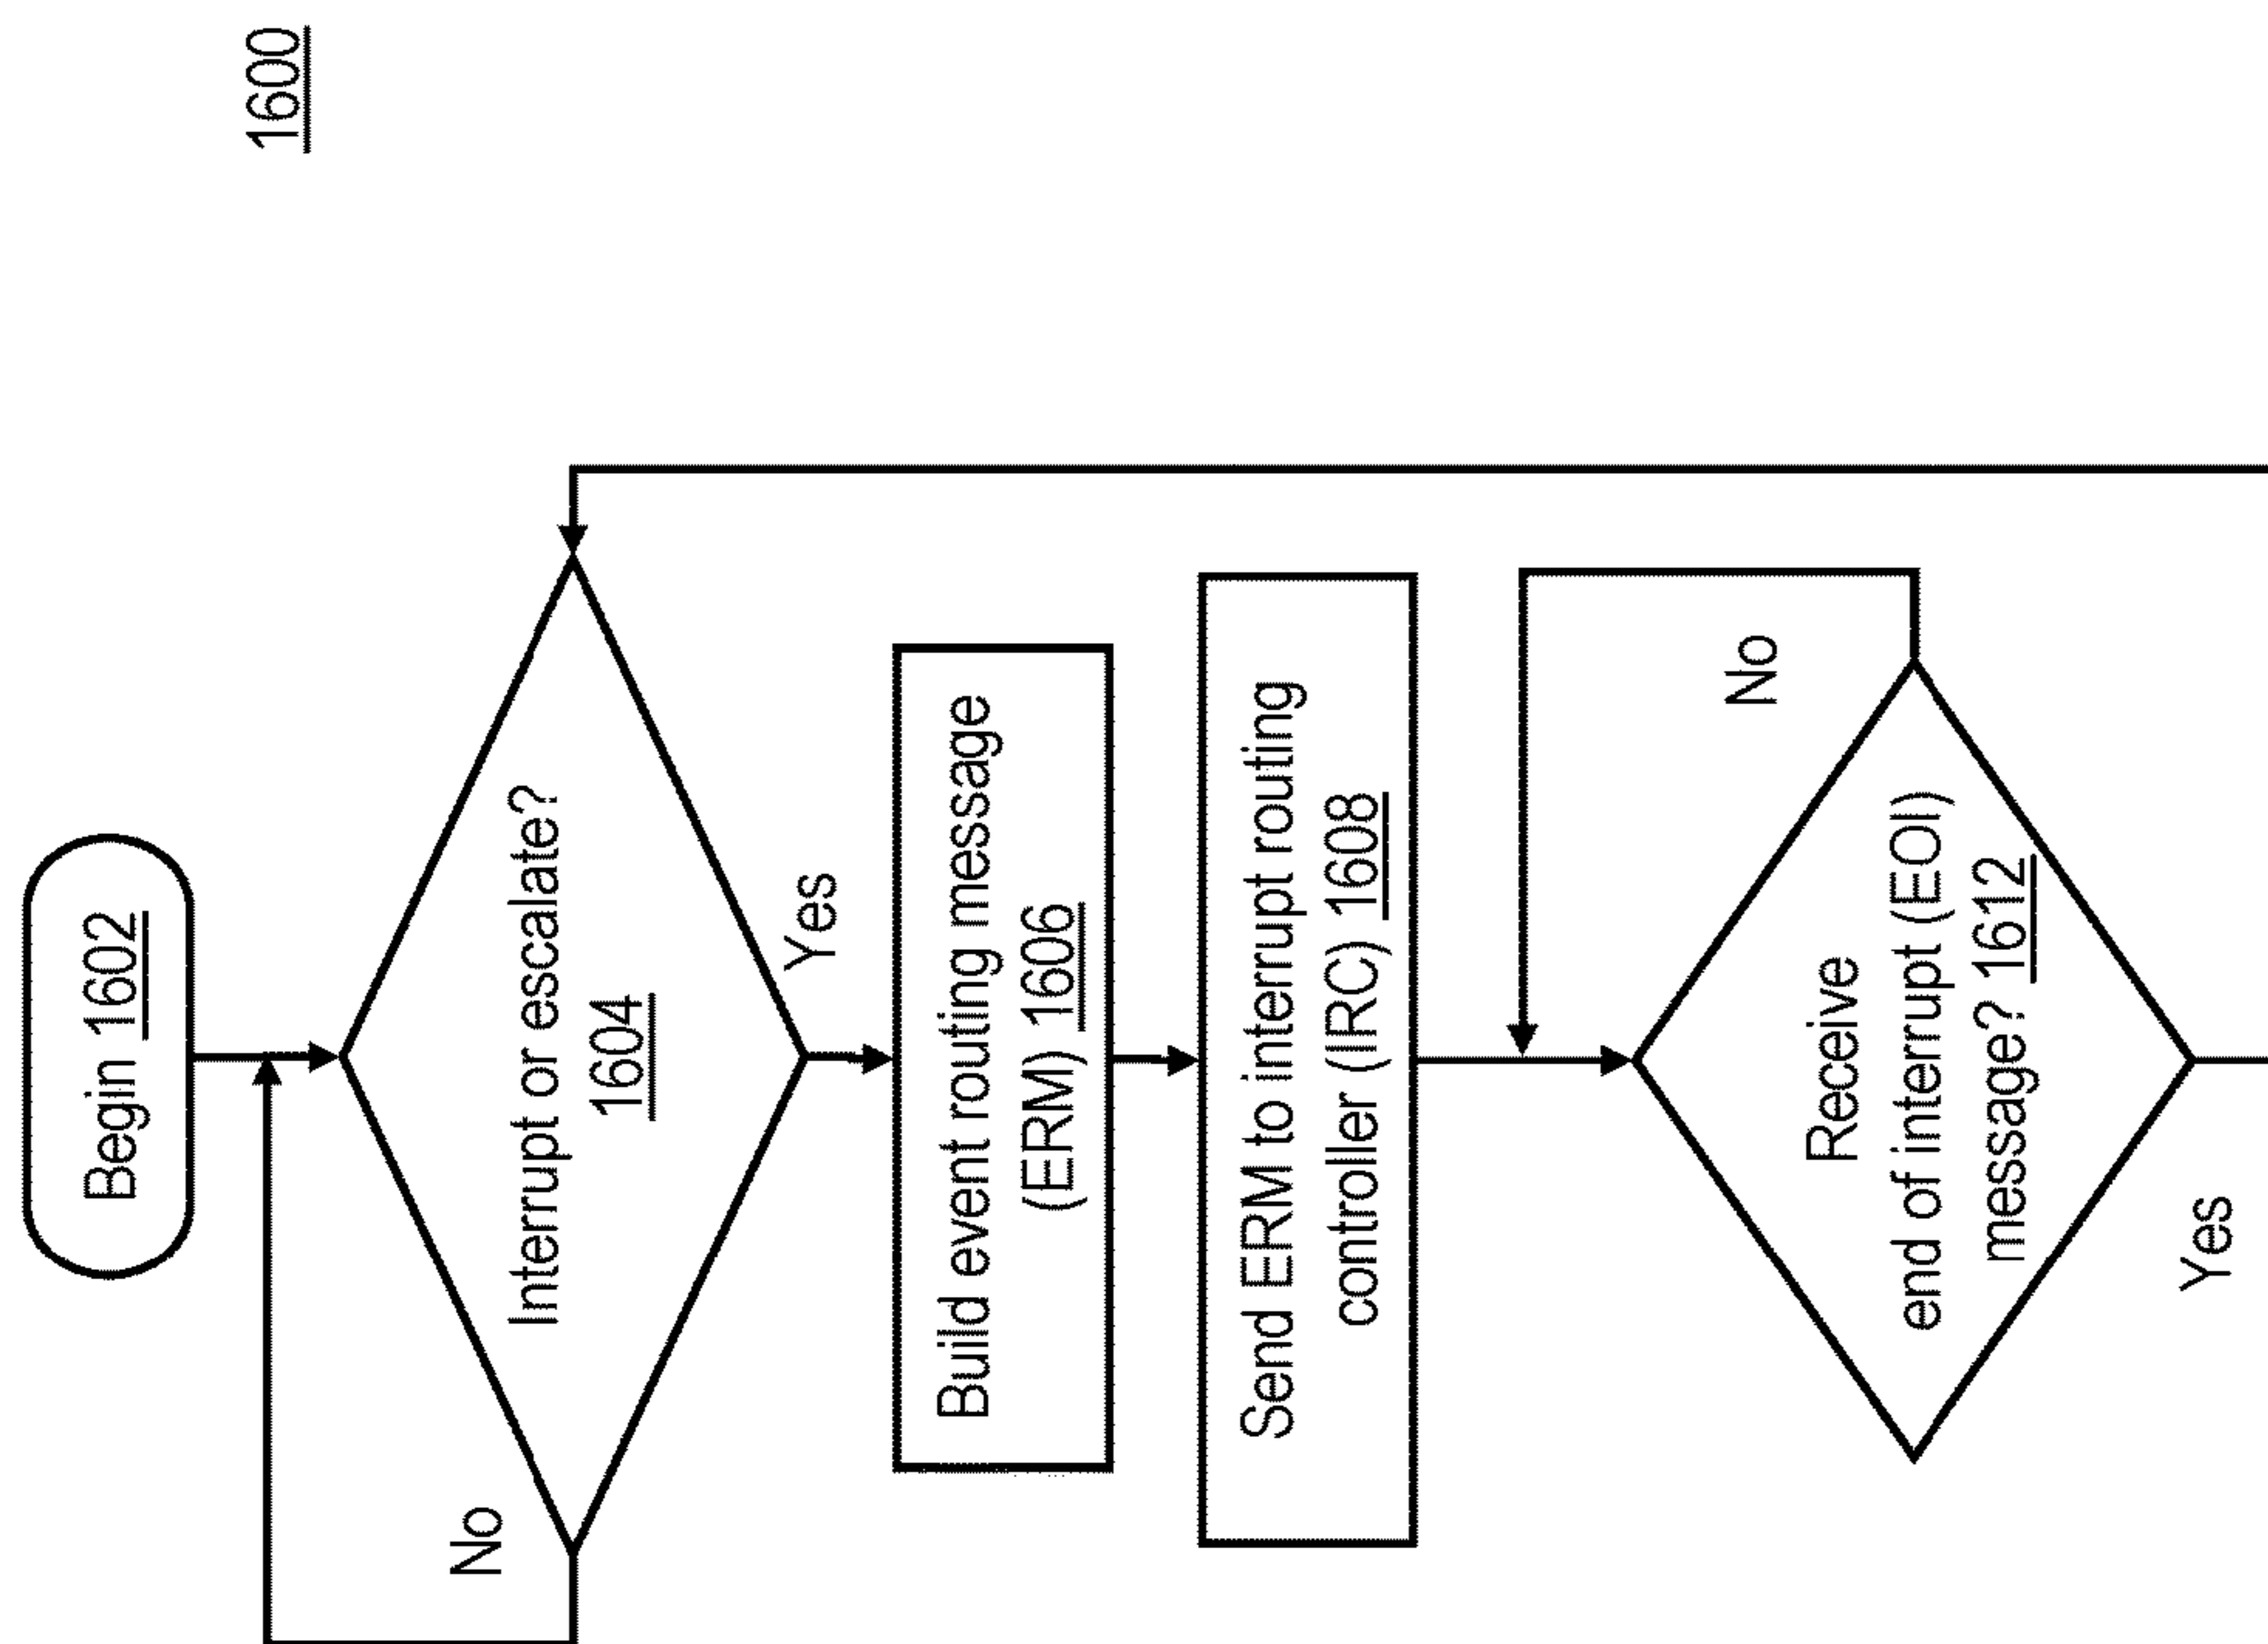 1600
Begin 1602
Interrupt or escalate?
1604
No
Yes
Build event routing message
(ERM) 1606
Send ERM to interrupt routing
controller (IRC) 1608
No
Receive
end of interrupt (EOI)
message? 1612
Yes